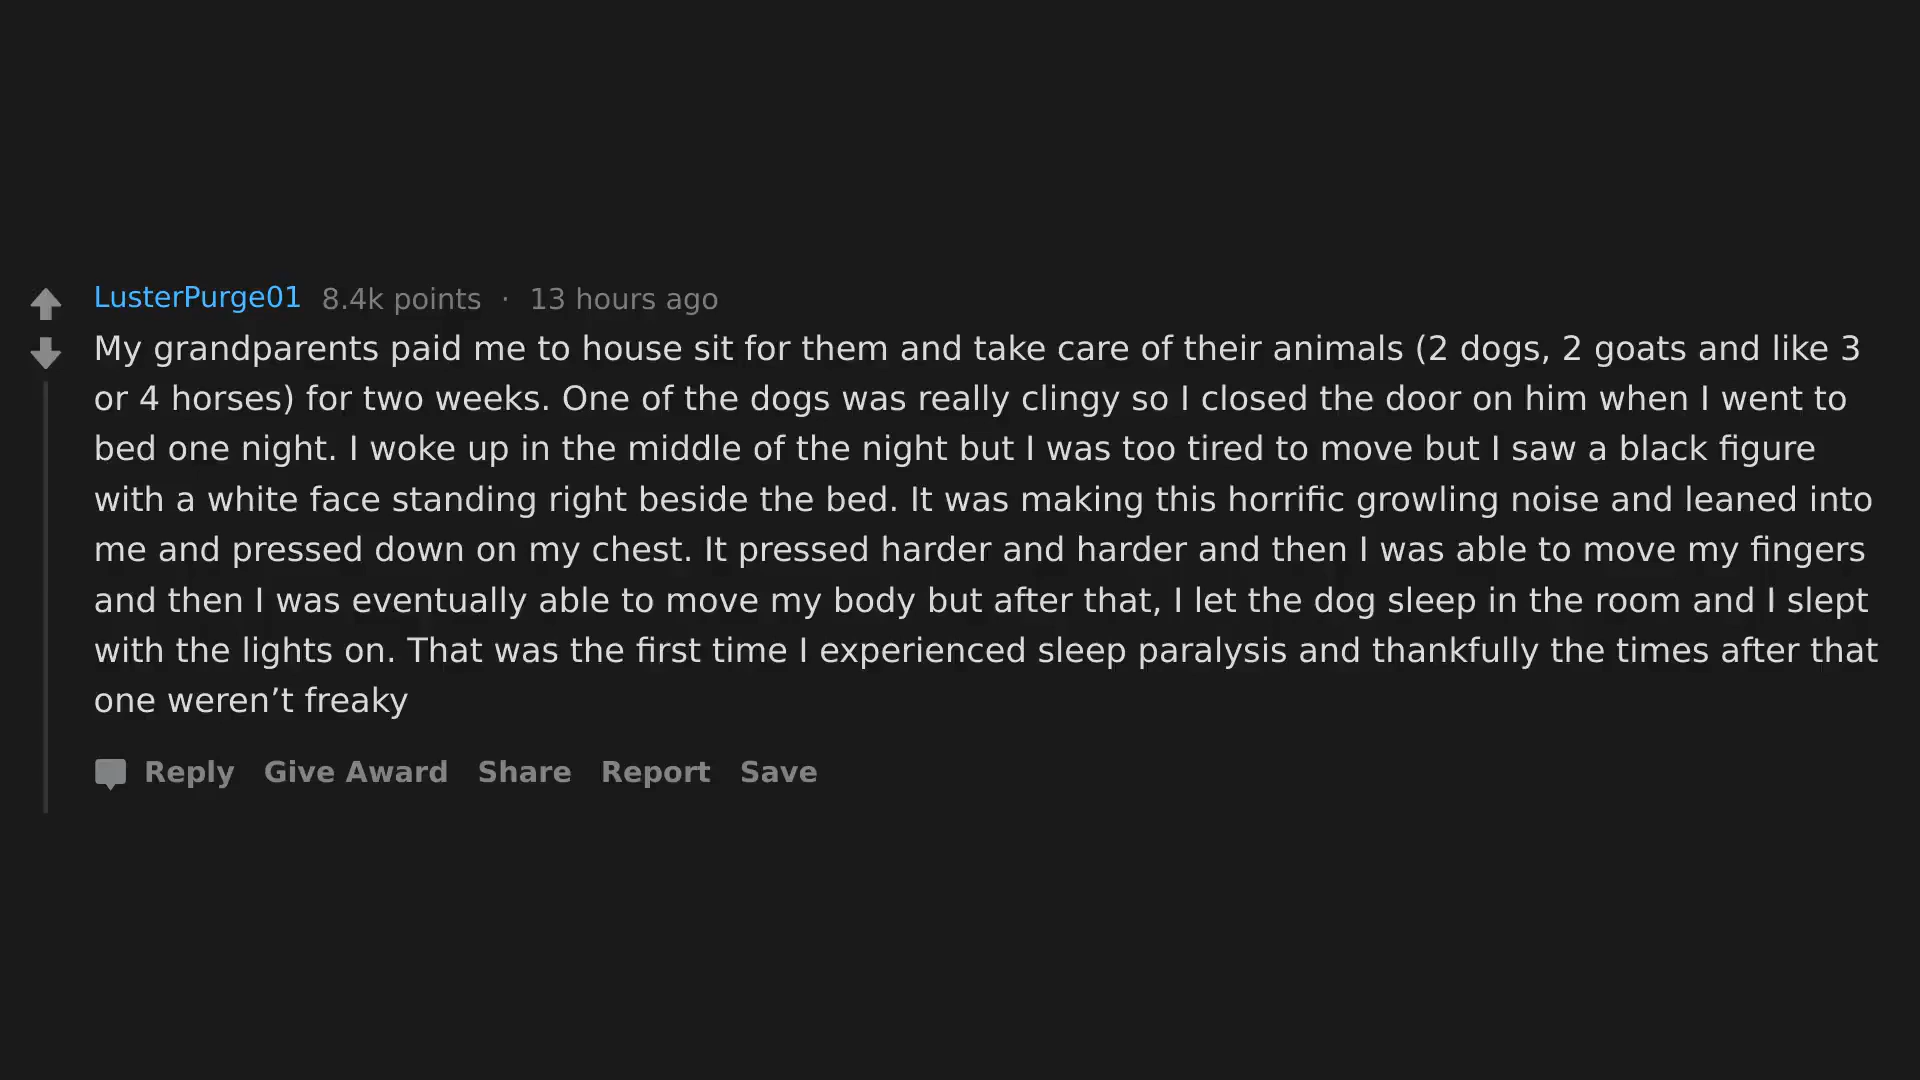 LusterPurge01 8.4k points · 13 hours ago
My grandparents paid me to house sit for them and take care of their animals (2 dogs, 2 goats and like 3
or 4 horses) for two weeks. One of the dogs was really clingy so I closed the door on him when I went to
bed one night. I woke up in the middle of the night but I was too tired to move but I saw a black figure
with a white face standing right beside the bed. It was making this horrific growling noise and leaned into
me and pressed down on my chest. It pressed harder and harder and then I was able to move my fingers
and then I was eventually able to move my body but after that, I let the dog sleep in the room and I slept
with the lights on. That was the first time I experienced sleep paralysis and thankfully the times after that
one weren’t freaky
Reply Give Award Share Report Save